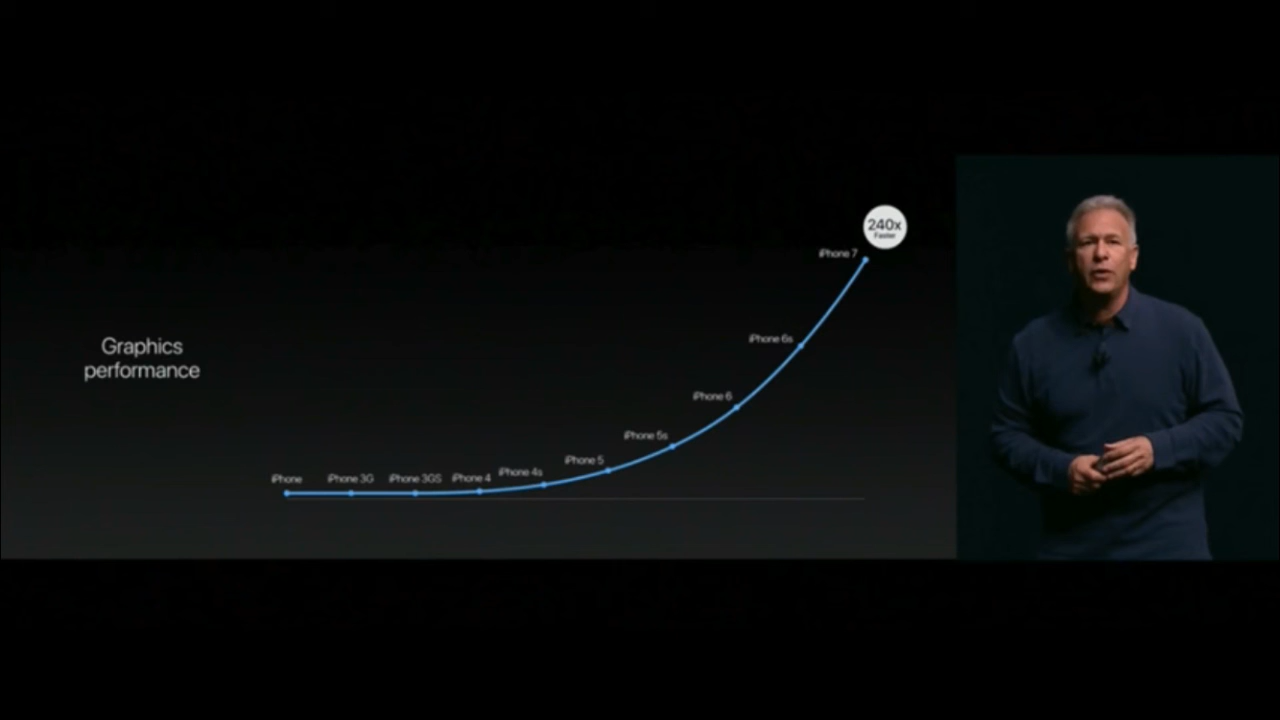 240x
Faster
iPhone 7
iPhone 6s
Graphics
performance
iPhone 6
iPhone 5s
iPhone 5
iPhone 4s
iPhone
iPhone 3G
iPhone 3GS
iPhone 4